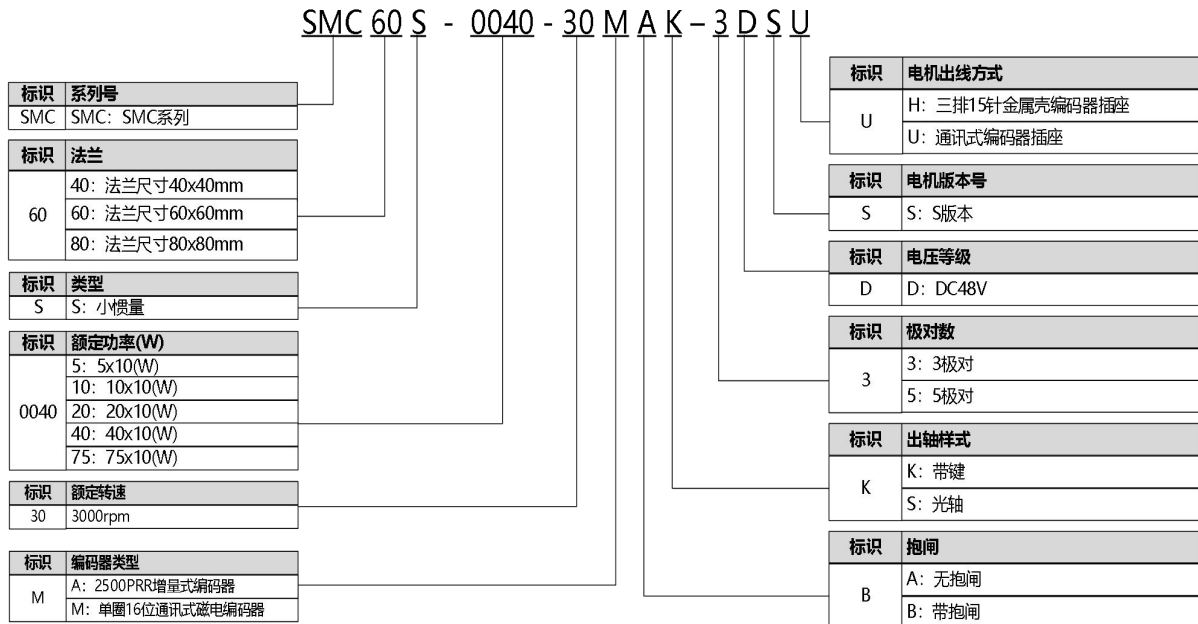 SMC 60 S - 0040 - 30 M A K – 3 D S U
标识 系列号
SMC SMC：SMC系列
标识 法兰
60
40：法兰尺寸40x40mm
60：法兰尺寸60x60mm
80：法兰尺寸80x80mm
标识 类型
S S：小惯量
标识 额定功率(W)
0040
5：5x10(W)
10：10x10(W)
20：20x10(W)
40：40x10(W)
75：75x10(W)
标识 额定转速
30 3000rpm
标识 编码器类型
M
A：2500PRR增量式编码器
M：单圈16位通讯式磁电编码器
标识 电机出线方式
U
H：三排15针金属壳编码器插座
U：通讯式编码器插座
标识 电机版本号
S S：S版本
标识 电压等级
D D：DC48V
标识 极对数
3
3：3极对
5：5极对
标识 出轴样式
K
K：带键
S：光轴
标识 抱闸
B
A：无抱闸
B：带抱闸